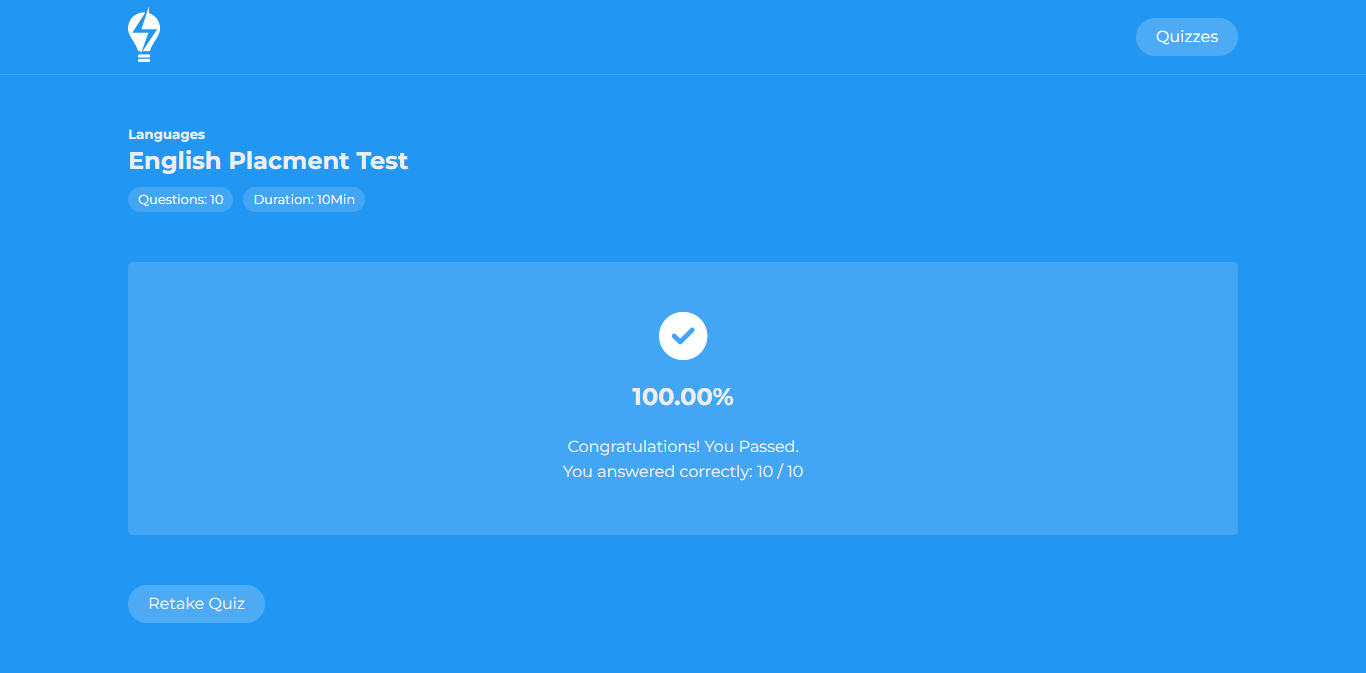 Quizzes
Languages
English Placment Test
Questions: 10
Duration: 10Min
100.00%
Congratulations! You Passed.
You answered correctly: 10 / 10
Retake Quiz